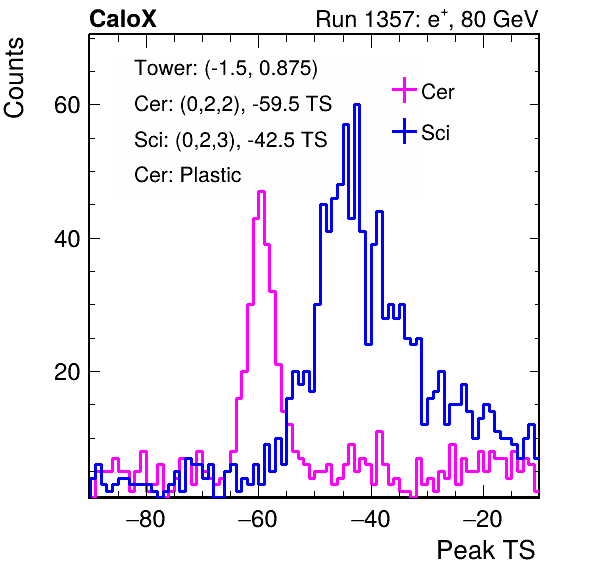 CaloX Run 1357: e⁺, 80 GeV
Counts
Tower: (-1.5, 0.875)
Cer: (0,2,2), -59.5 TS
Sci: (0,2,3), -42.5 TS
Cer: Plastic
Cer
Sci
60
40
20
−80 −60 −40 −20
Peak TS